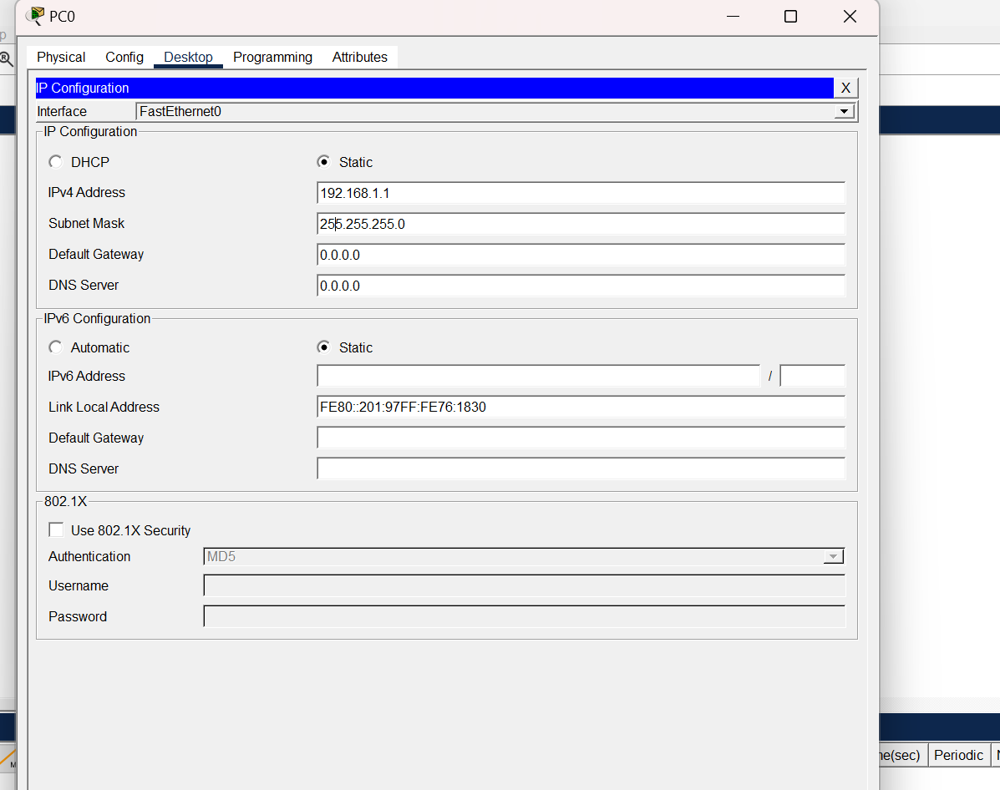 PC0
p
Physical Config Desktop Programming Attributes
IP Configuration X
Interface FastEthernet0
IP Configuration
DHCP Static
IPv4 Address 192.168.1.1
Subnet Mask 255.255.255.0
Default Gateway 0.0.0.0
DNS Server 0.0.0.0
IPv6 Configuration
Automatic Static
IPv6 Address /
Link Local Address FE80::201:97FF:FE76:1830
Default Gateway
DNS Server
802.1X
Use 802.1X Security
Authentication MD5
Username
Password
ne(sec) Periodic